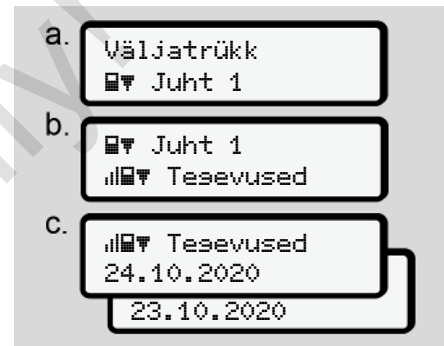 a.
Väljatrükk
Juht 1
b.
Juht 1
Tegevused
c.
Tegevused
24.10.2020
23.10.2020